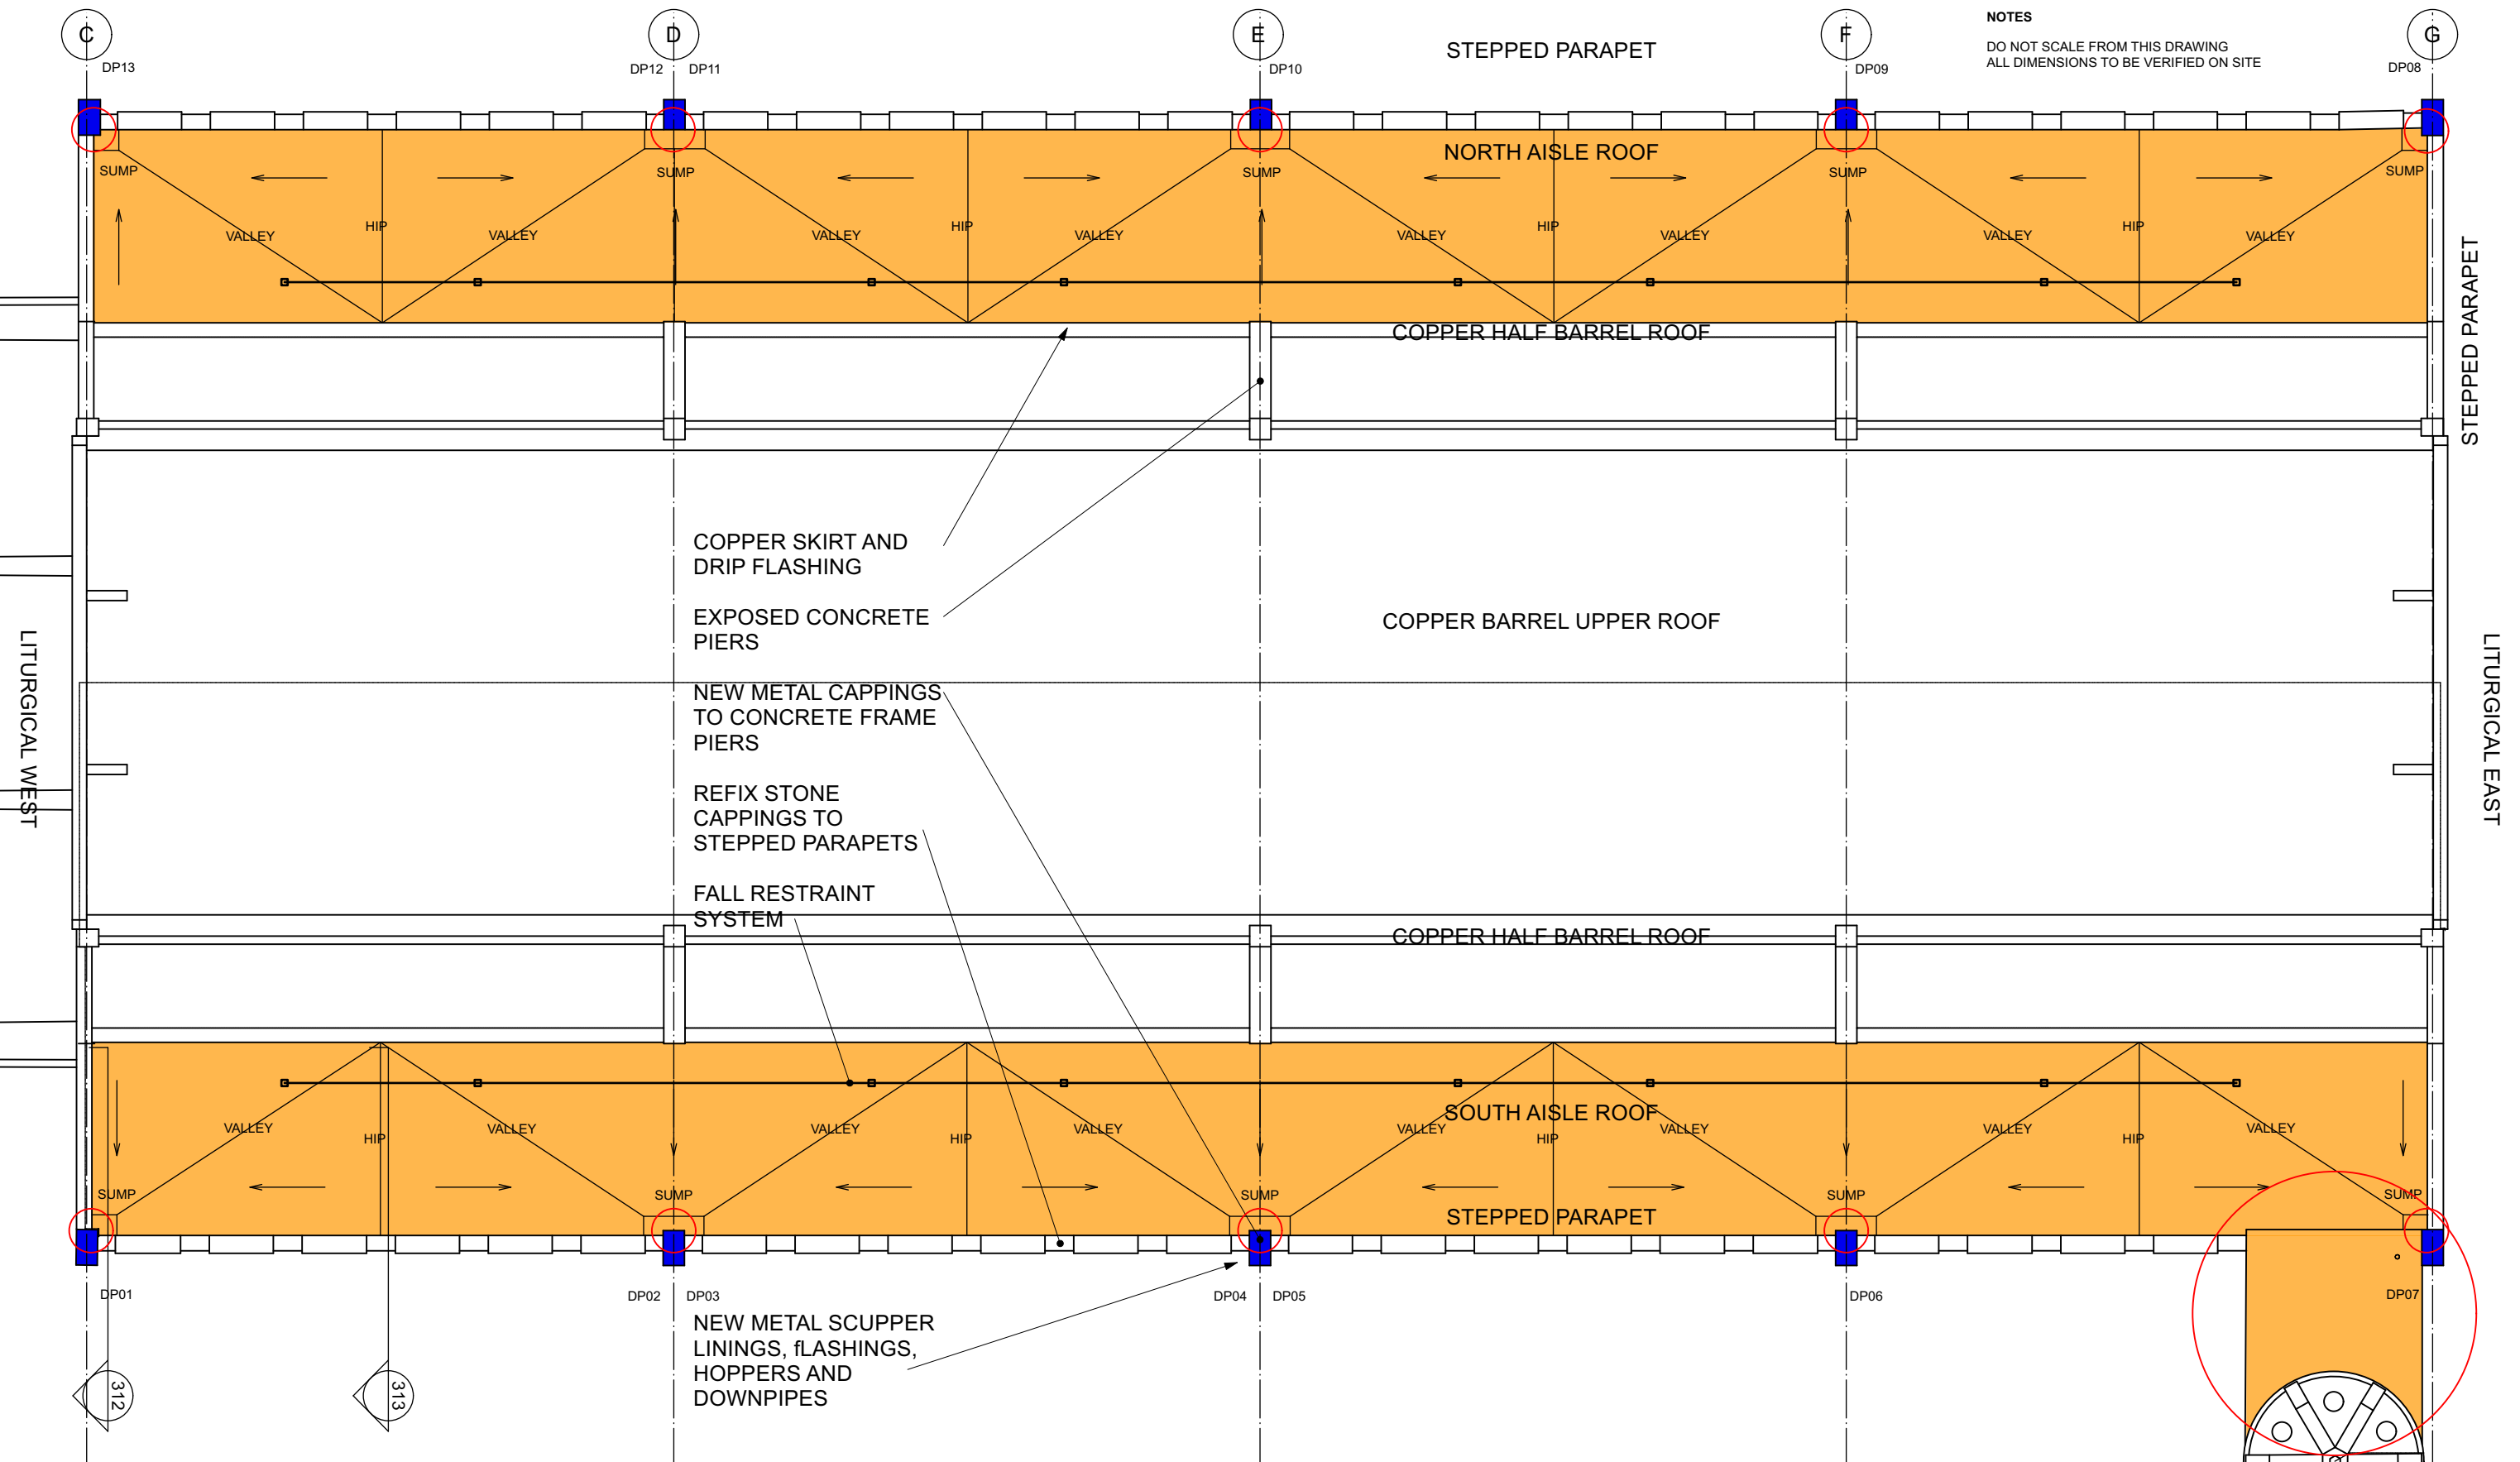 C
D
E
F
G
NOTES
DO NOT SCALE FROM THIS DRAWING
ALL DIMENSIONS TO BE VERIFIED ON SITE
STEPPED PARAPET
DP13
DP12
DP11
DP10
DP09
DP08
NORTH AISLE ROOF
SUMP
SUMP
SUMP
SUMP
SUMP
VALLEY
HIP
VALLEY
VALLEY
HIP
VALLEY
VALLEY
HIP
VALLEY
VALLEY
HIP
VALLEY
STEPPED PARAPET
COPPER HALF BARREL ROOF
COPPER SKIRT AND
DRIP FLASHING
EXPOSED CONCRETE
PIERS
COPPER BARREL UPPER ROOF
LITURGICAL WEST
LITURGICAL EAST
NEW METAL CAPPINGS
TO CONCRETE FRAME
PIERS
REFIX STONE
CAPPINGS TO
STEPPED PARAPETS
FALL RESTRAINT
SYSTEM
COPPER HALF BARREL ROOF
SOUTH AISLE ROOF
VALLEY
HIP
VALLEY
VALLEY
HIP
VALLEY
VALLEY
HIP
VALLEY
VALLEY
HIP
VALLEY
SUMP
SUMP
SUMP
SUMP
SUMP
STEPPED PARAPET
DP01
DP02
DP03
DP04
DP05
DP06
DP07
NEW METAL SCUPPER
LININGS, fLASHINGS,
HOPPERS AND
DOWNPIPES
312
313